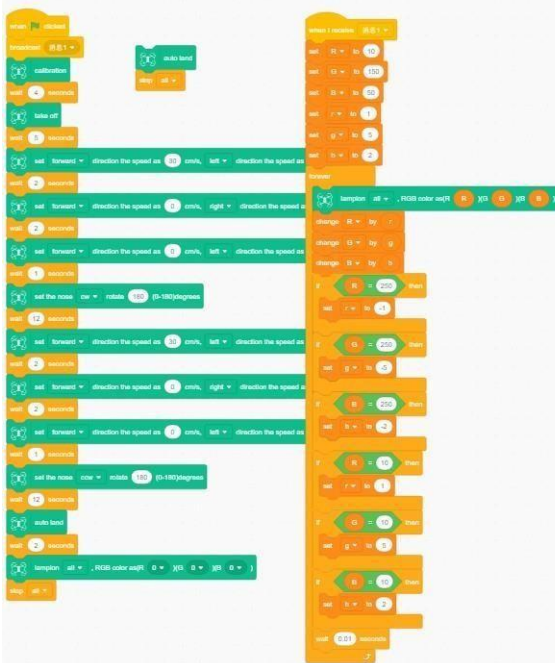 when clicked
broadcast 消息1
calibration
wait 4 seconds
take off
wait 5 seconds
set forward direction the speed as 30 cm/s, left direction the speed as
wait 2 seconds
set forward direction the speed as 0 cm/s, right direction the speed a
wait 2 seconds
set forward direction the speed as 0 cm/s, left direction the speed as
wait 1 seconds
set the nose cw rotate 180 (0-180)degrees
wait 12 seconds
set forward direction the speed as 30 cm/s, left direction the speed as
wait 2 seconds
set forward direction the speed as 0 cm/s, right direction the speed a
wait 2 seconds
set forward direction the speed as 0 cm/s, left direction the speed as
wait 1 seconds
set the nose ccw rotate 180 (0-180)degrees
wait 12 seconds
auto land
wait 2 seconds
lamplon all , RGB color as(R 0 )(G 0 )(B 0 )
stop all
auto land
stop all
when I receive 消息1
set R to 10
set G to 150
set B to 50
set r to 1
set g to 5
set b to 2
forever
lamplon all , RGB color as(R R )(G G )(B B )
change R by r
change G by g
change B by b
if R = 250 then
set r to -1
if G = 250 then
set g to -5
if B = 250 then
set b to -2
if R = 10 then
set r to 1
if G = 10 then
set g to 5
if B = 10 then
set b to 2
wait 0.01 seconds